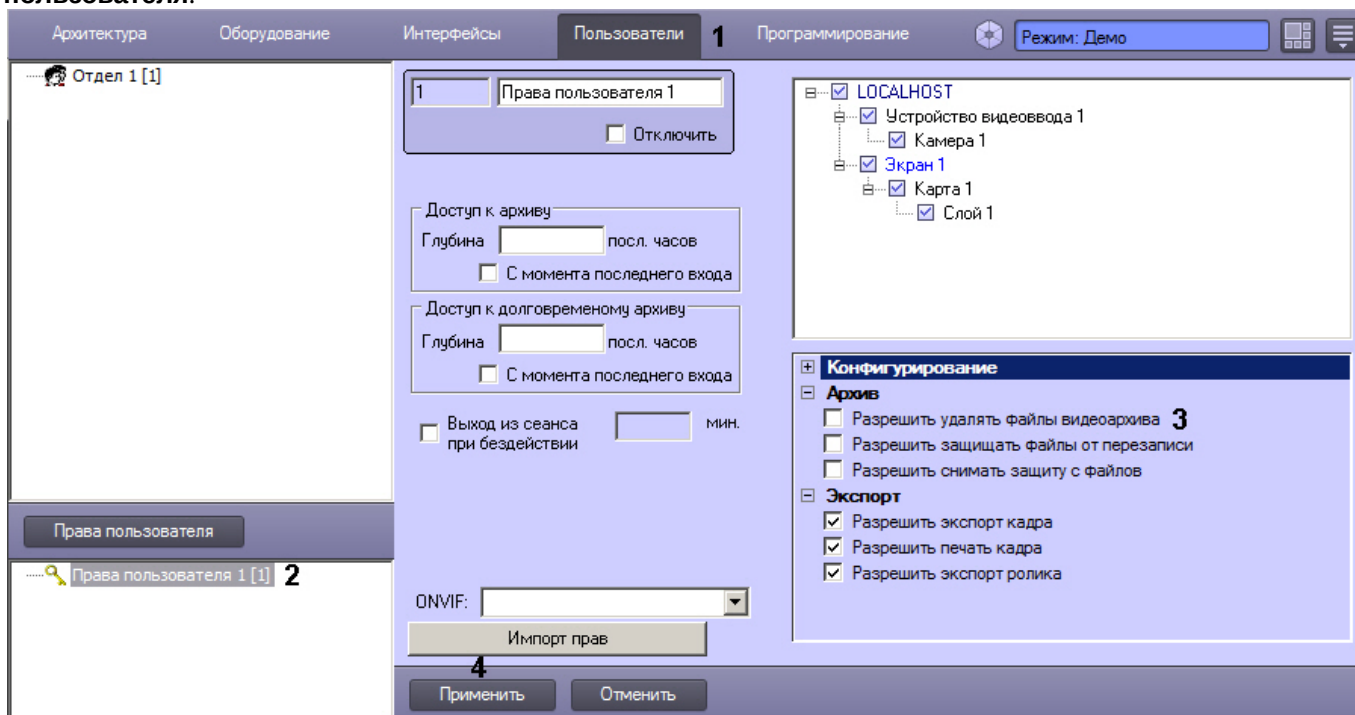 пользователя.
Архитектура Оборудование Интерфейсы Пользователи 1 Программирование Режим: Демо
Отдел 1 [1]
1 Права пользователя 1
Отключить
Доступ к архиву
Глубина посл. часов
С момента последнего входа
Доступ к долговременому архиву
Глубина посл. часов
С момента последнего входа
Выход из сеанса
при бездействии
мин.
ONVIF:
Импорт прав
4
Применить Отменить
LOCALHOST
Устройство видеоввода 1
Камера 1
Экран 1
Карта 1
Слой 1
Конфигурирование
Архив
Разрешить удалять файлы видеоархива 3
Разрешить защищать файлы от перезаписи
Разрешить снимать защиту с файлов
Экспорт
Разрешить экспорт кадра
Разрешить печать кадра
Разрешить экспорт ролика
Права пользователя
Права пользователя 1 [1] 2